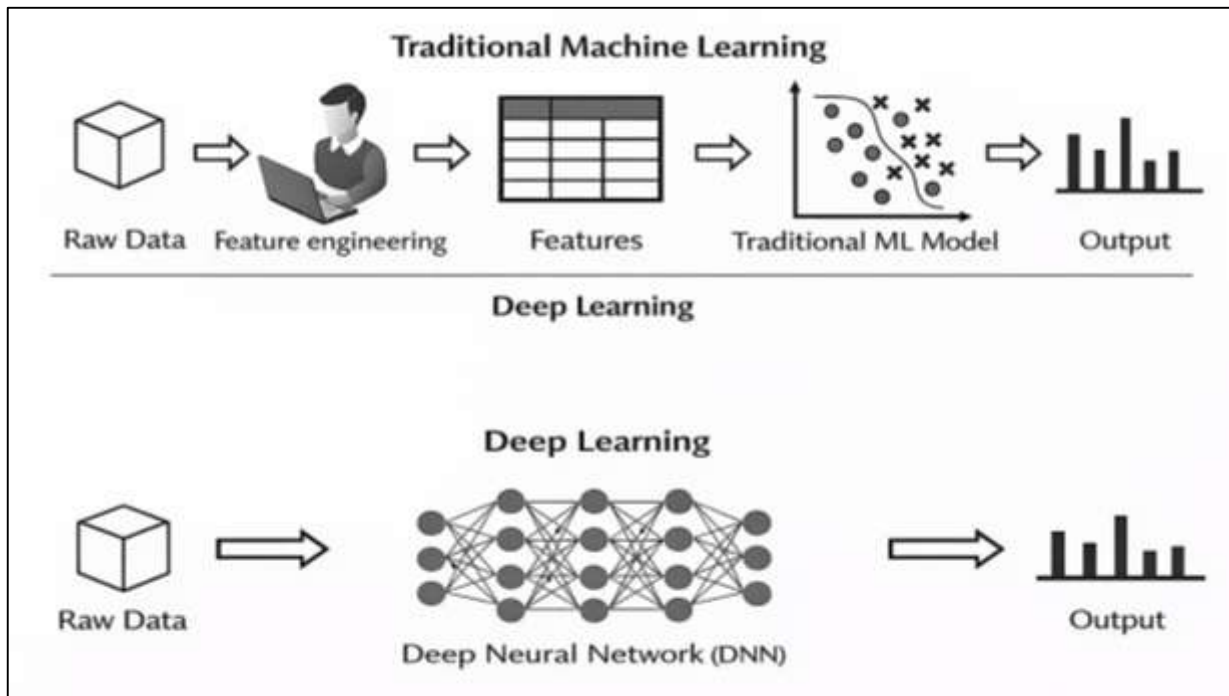 Traditional Machine Learning
Raw Data
Feature engineering
Features
Traditional ML Model
Output
Deep Learning
Deep Learning
Raw Data
Deep Neural Network (DNN)
Output